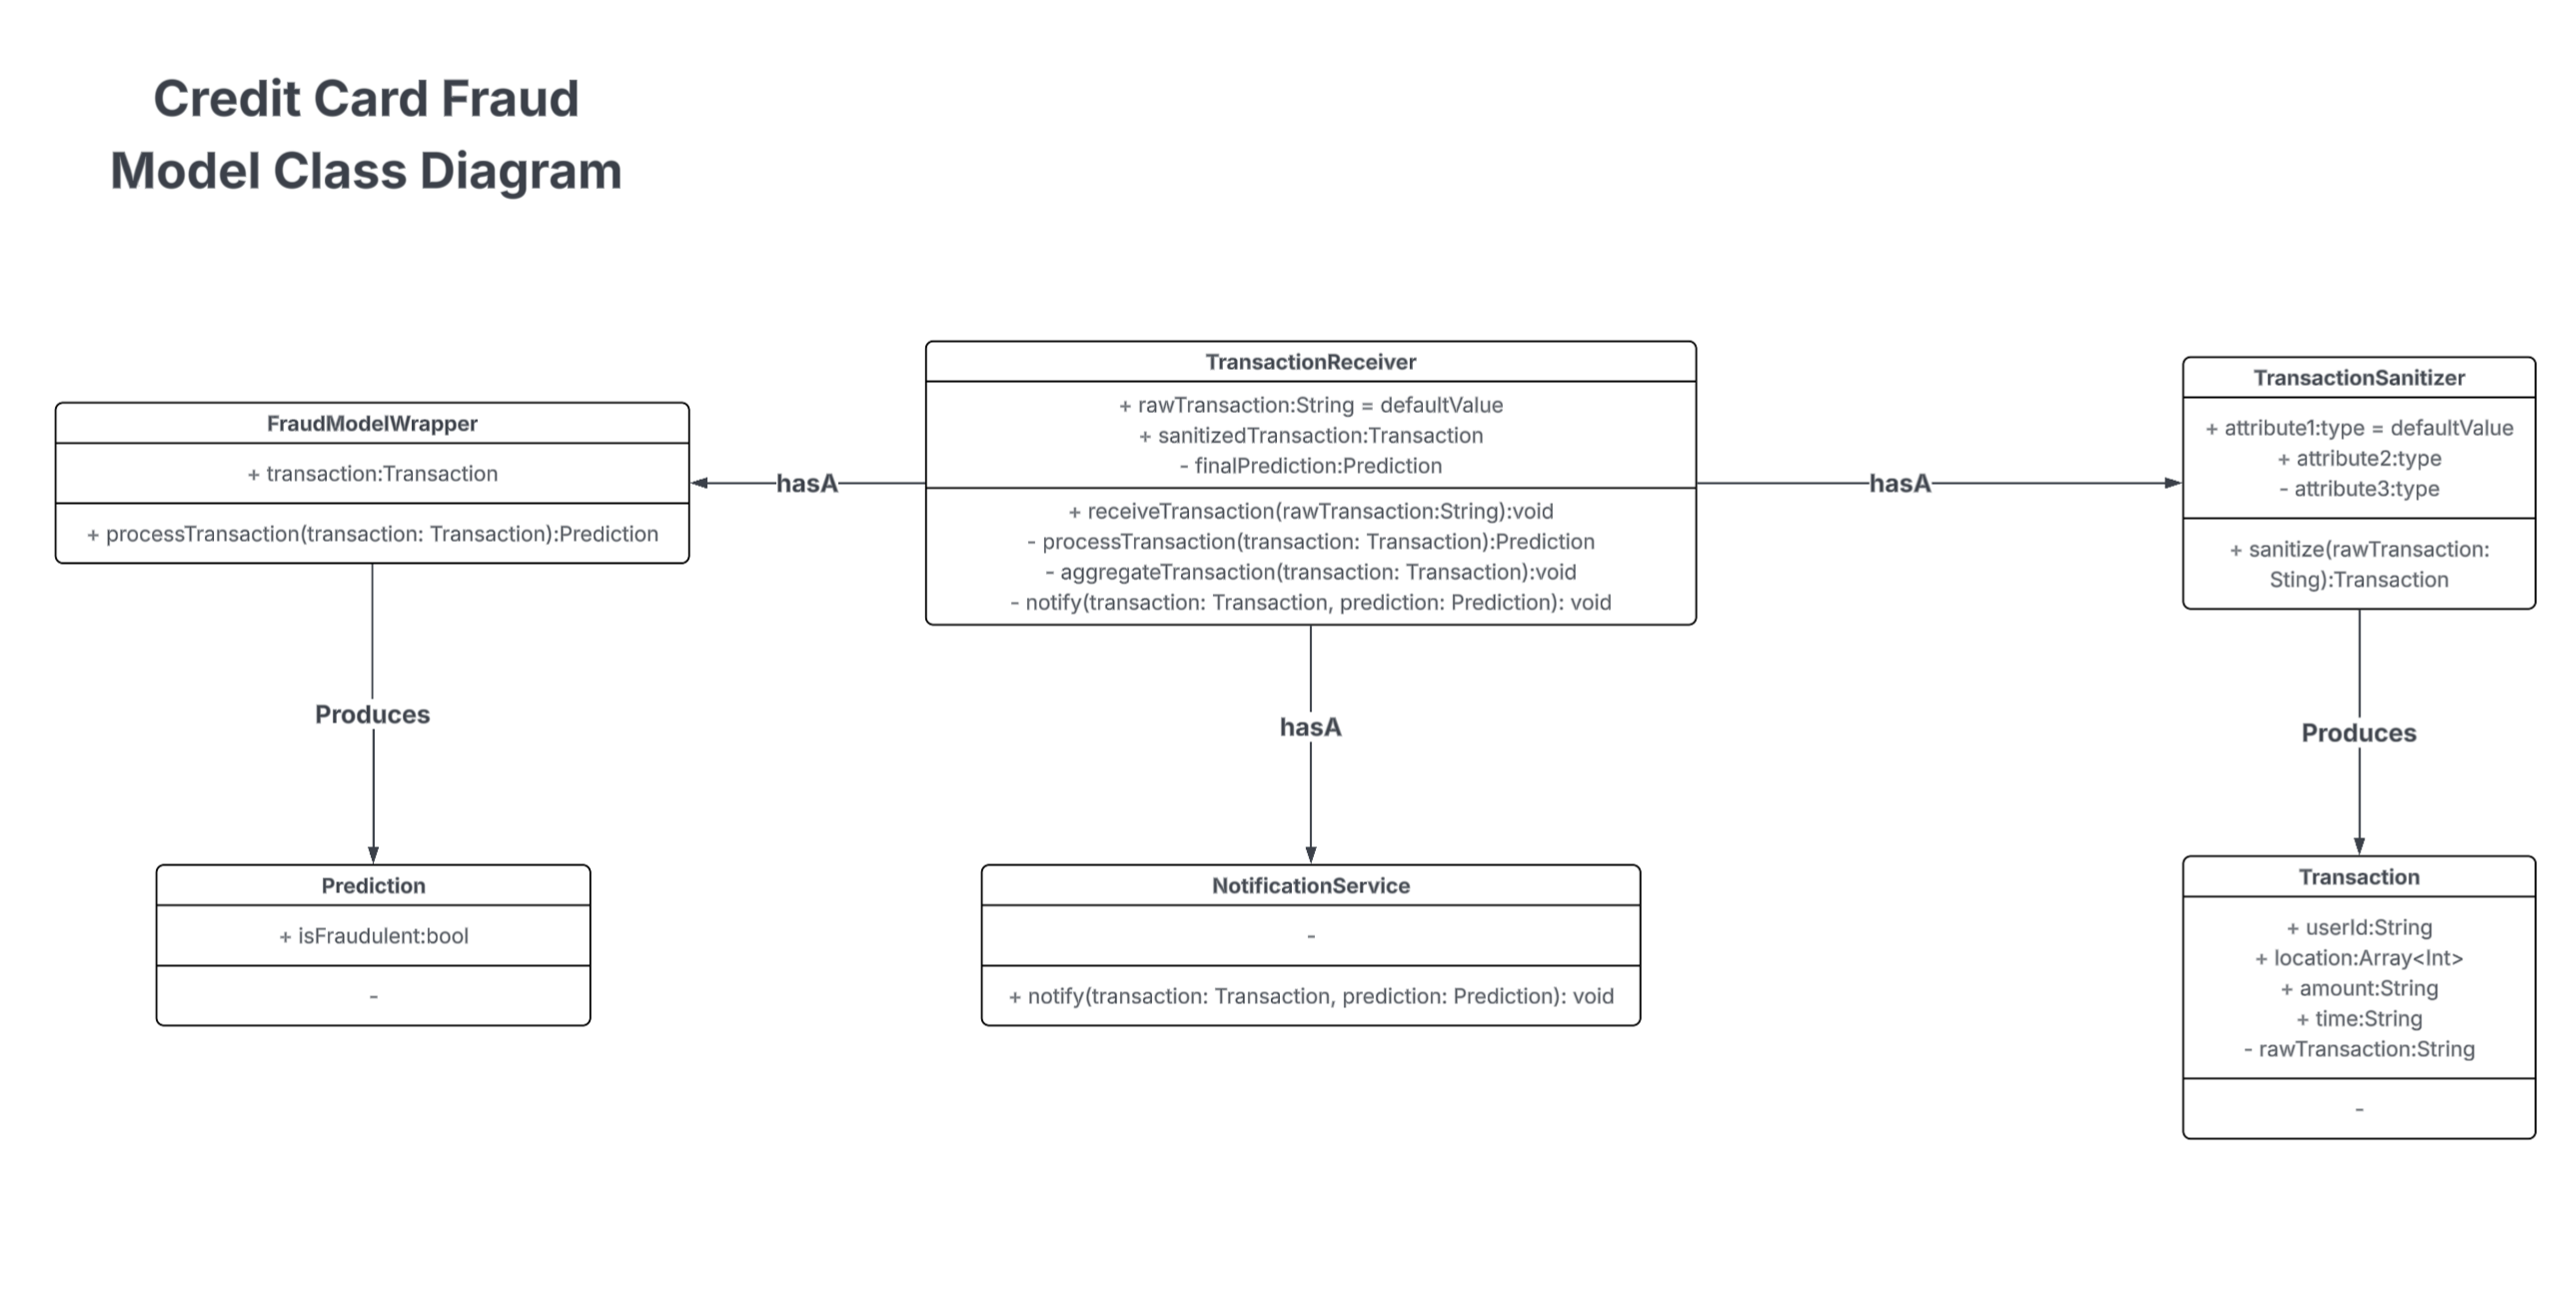 Credit Card Fraud
Model Class Diagram
FraudModelWrapper
+ transaction:Transaction
+ processTransaction(transaction: Transaction):Prediction
hasA
TransactionReceiver
+ rawTransaction:String = defaultValue
+ sanitizedTransaction:Transaction
- finalPrediction:Prediction
+ receiveTransaction(rawTransaction:String):void
- processTransaction(transaction: Transaction):Prediction
- aggregateTransaction(transaction: Transaction):void
- notify(transaction: Transaction, prediction: Prediction): void
hasA
TransactionSanitizer
+ attribute1:type = defaultValue
+ attribute2:type
- attribute3:type
+ sanitize(rawTransaction:
Sting):Transaction
Produces
hasA
Produces
Prediction
+ isFraudulent:bool
-
NotificationService
-
+ notify(transaction: Transaction, prediction: Prediction): void
Transaction
+ userId:String
+ location:Array<Int>
+ amount:String
+ time:String
- rawTransaction:String
-